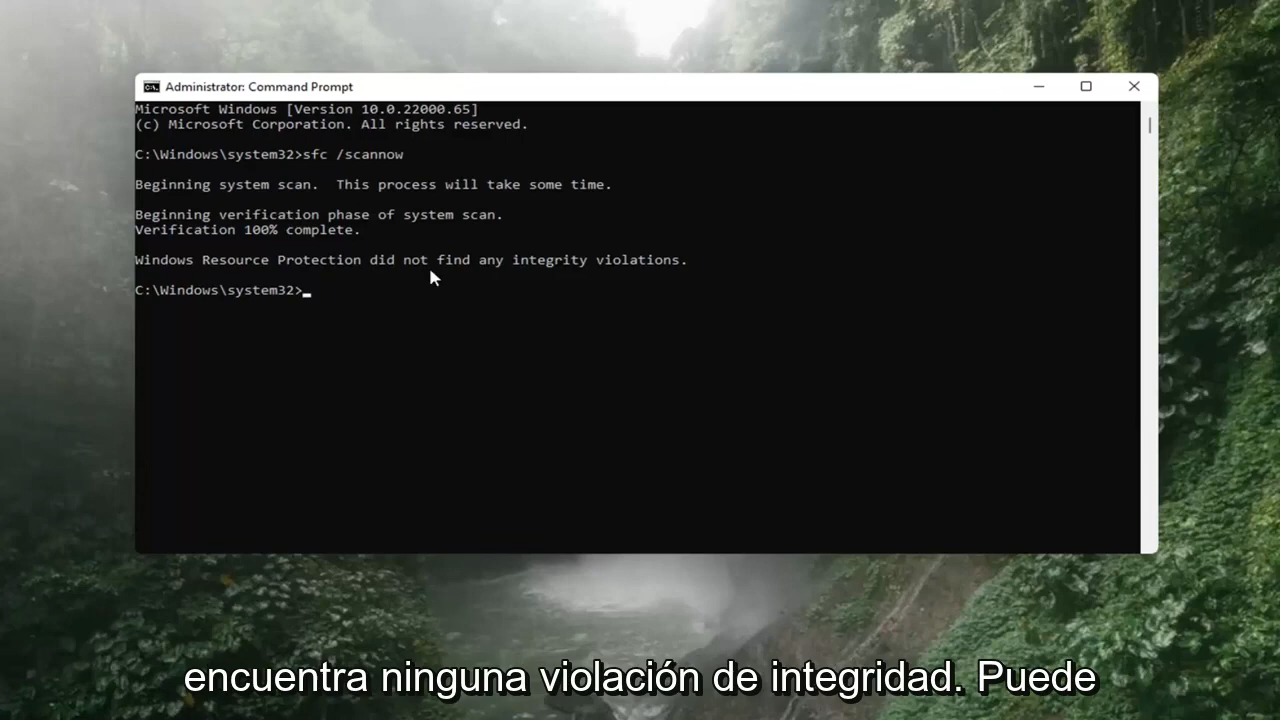 Administrator: Command Prompt
Microsoft Windows [Version 10.0.22000.65]
(c) Microsoft Corporation. All rights reserved.
C:\Windows\system32>sfc /scannow
Beginning system scan.  This process will take some time.
Beginning verification phase of system scan.
Verification 100% complete.
Windows Resource Protection did not find any integrity violations.
C:\Windows\system32>
encuentra ninguna violación de integridad. Puede